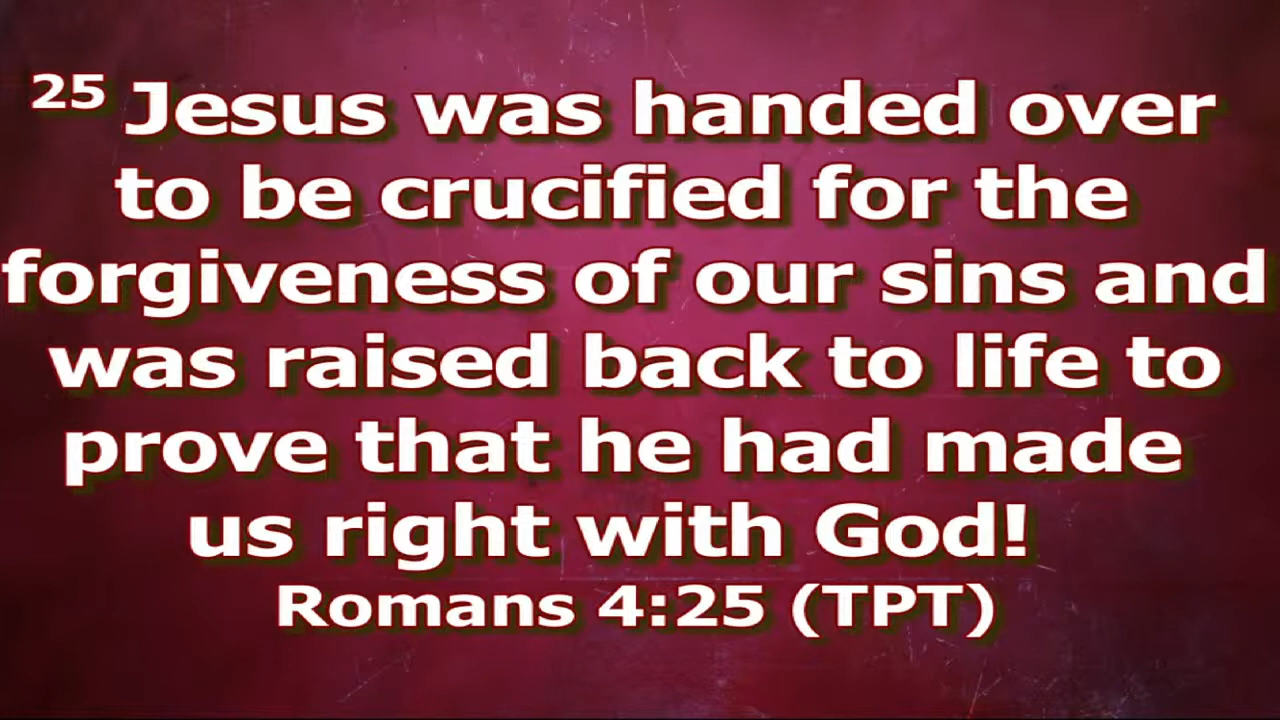 25 Jesus was handed over
to be crucified for the
forgiveness of our sins and
was raised back to life to
prove that he had made
us right with God!
Romans 4:25 (TPT)